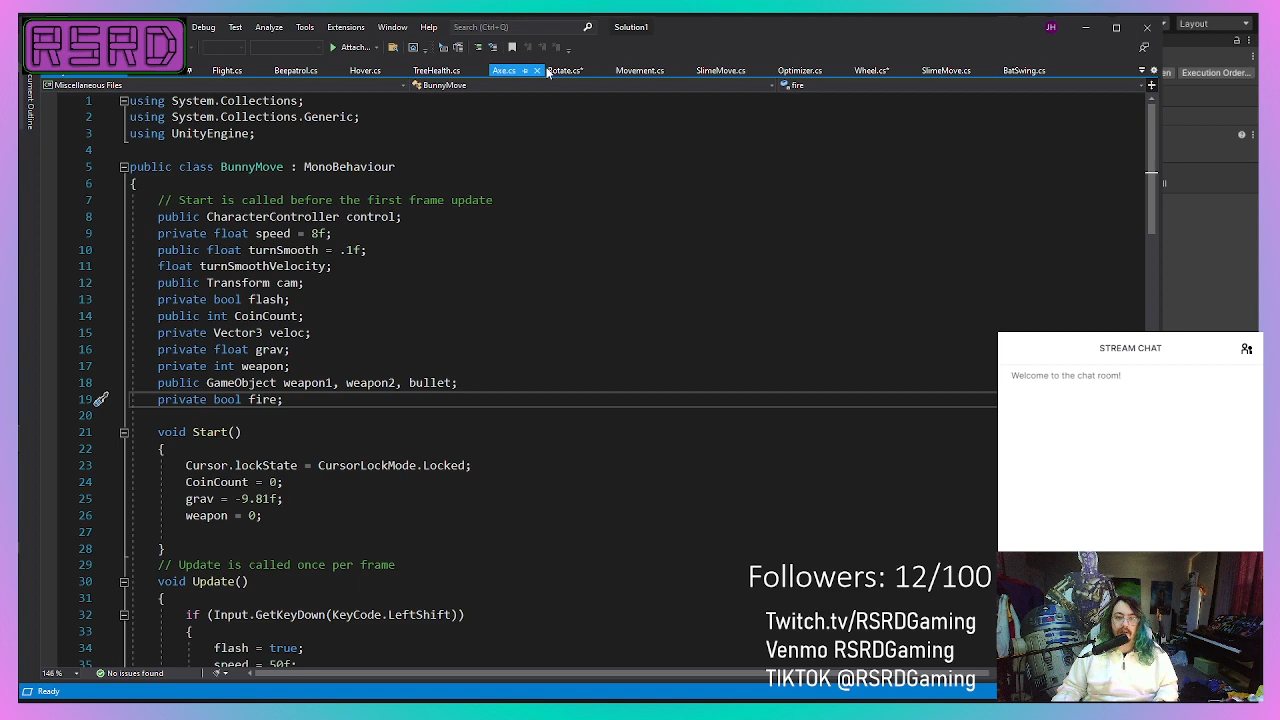 RSRD
Debug
Test
Analyze
Tools
Extensions
Window
Help
Search (Ctrl+Q)
Solution1
JH
Layout
Attach...
Flight.cs
Beepatrol.cs
Hover.cs
TreeHealth.cs
Axe.cs
otate.cs*
Movement.cs
SlimeMove.cs
Optimizer.cs
Wheel.cs*
SlimeMove.cs
BatSwing.cs
en
Execution Order...
Miscellaneous Files
BunnyMove
fire
cument Outline
1 using System.Collections;
2 using System.Collections.Generic;
3 using UnityEngine;
4
5 public class BunnyMove : MonoBehaviour
6 {
7 // Start is called before the first frame update
8 public CharacterController control;
9 private float speed = 8f;
10 public float turnSmooth = .1f;
11 float turnSmoothVelocity;
12 public Transform cam;
13 private bool flash;
14 public int CoinCount;
15 private Vector3 veloc;
16 private float grav;
17 private int weapon;
18 public GameObject weapon1, weapon2, bullet;
19 private bool fire;
20
21 void Start()
22 {
23 Cursor.lockState = CursorLockMode.Locked;
24 CoinCount = 0;
25 grav = -9.81f;
26 weapon = 0;
27
28 }
29 // Update is called once per frame
30 void Update()
31 {
32 if (Input.GetKeyDown(KeyCode.LeftShift))
33 {
34 flash = true;
35 speed = 50f;
146 %
No issues found
Ready
STREAM CHAT
Welcome to the chat room!
Followers: 12/100
Twitch.tv/RSRDGaming
Venmo RSRDGaming
TIKTOK @RSRDGaming